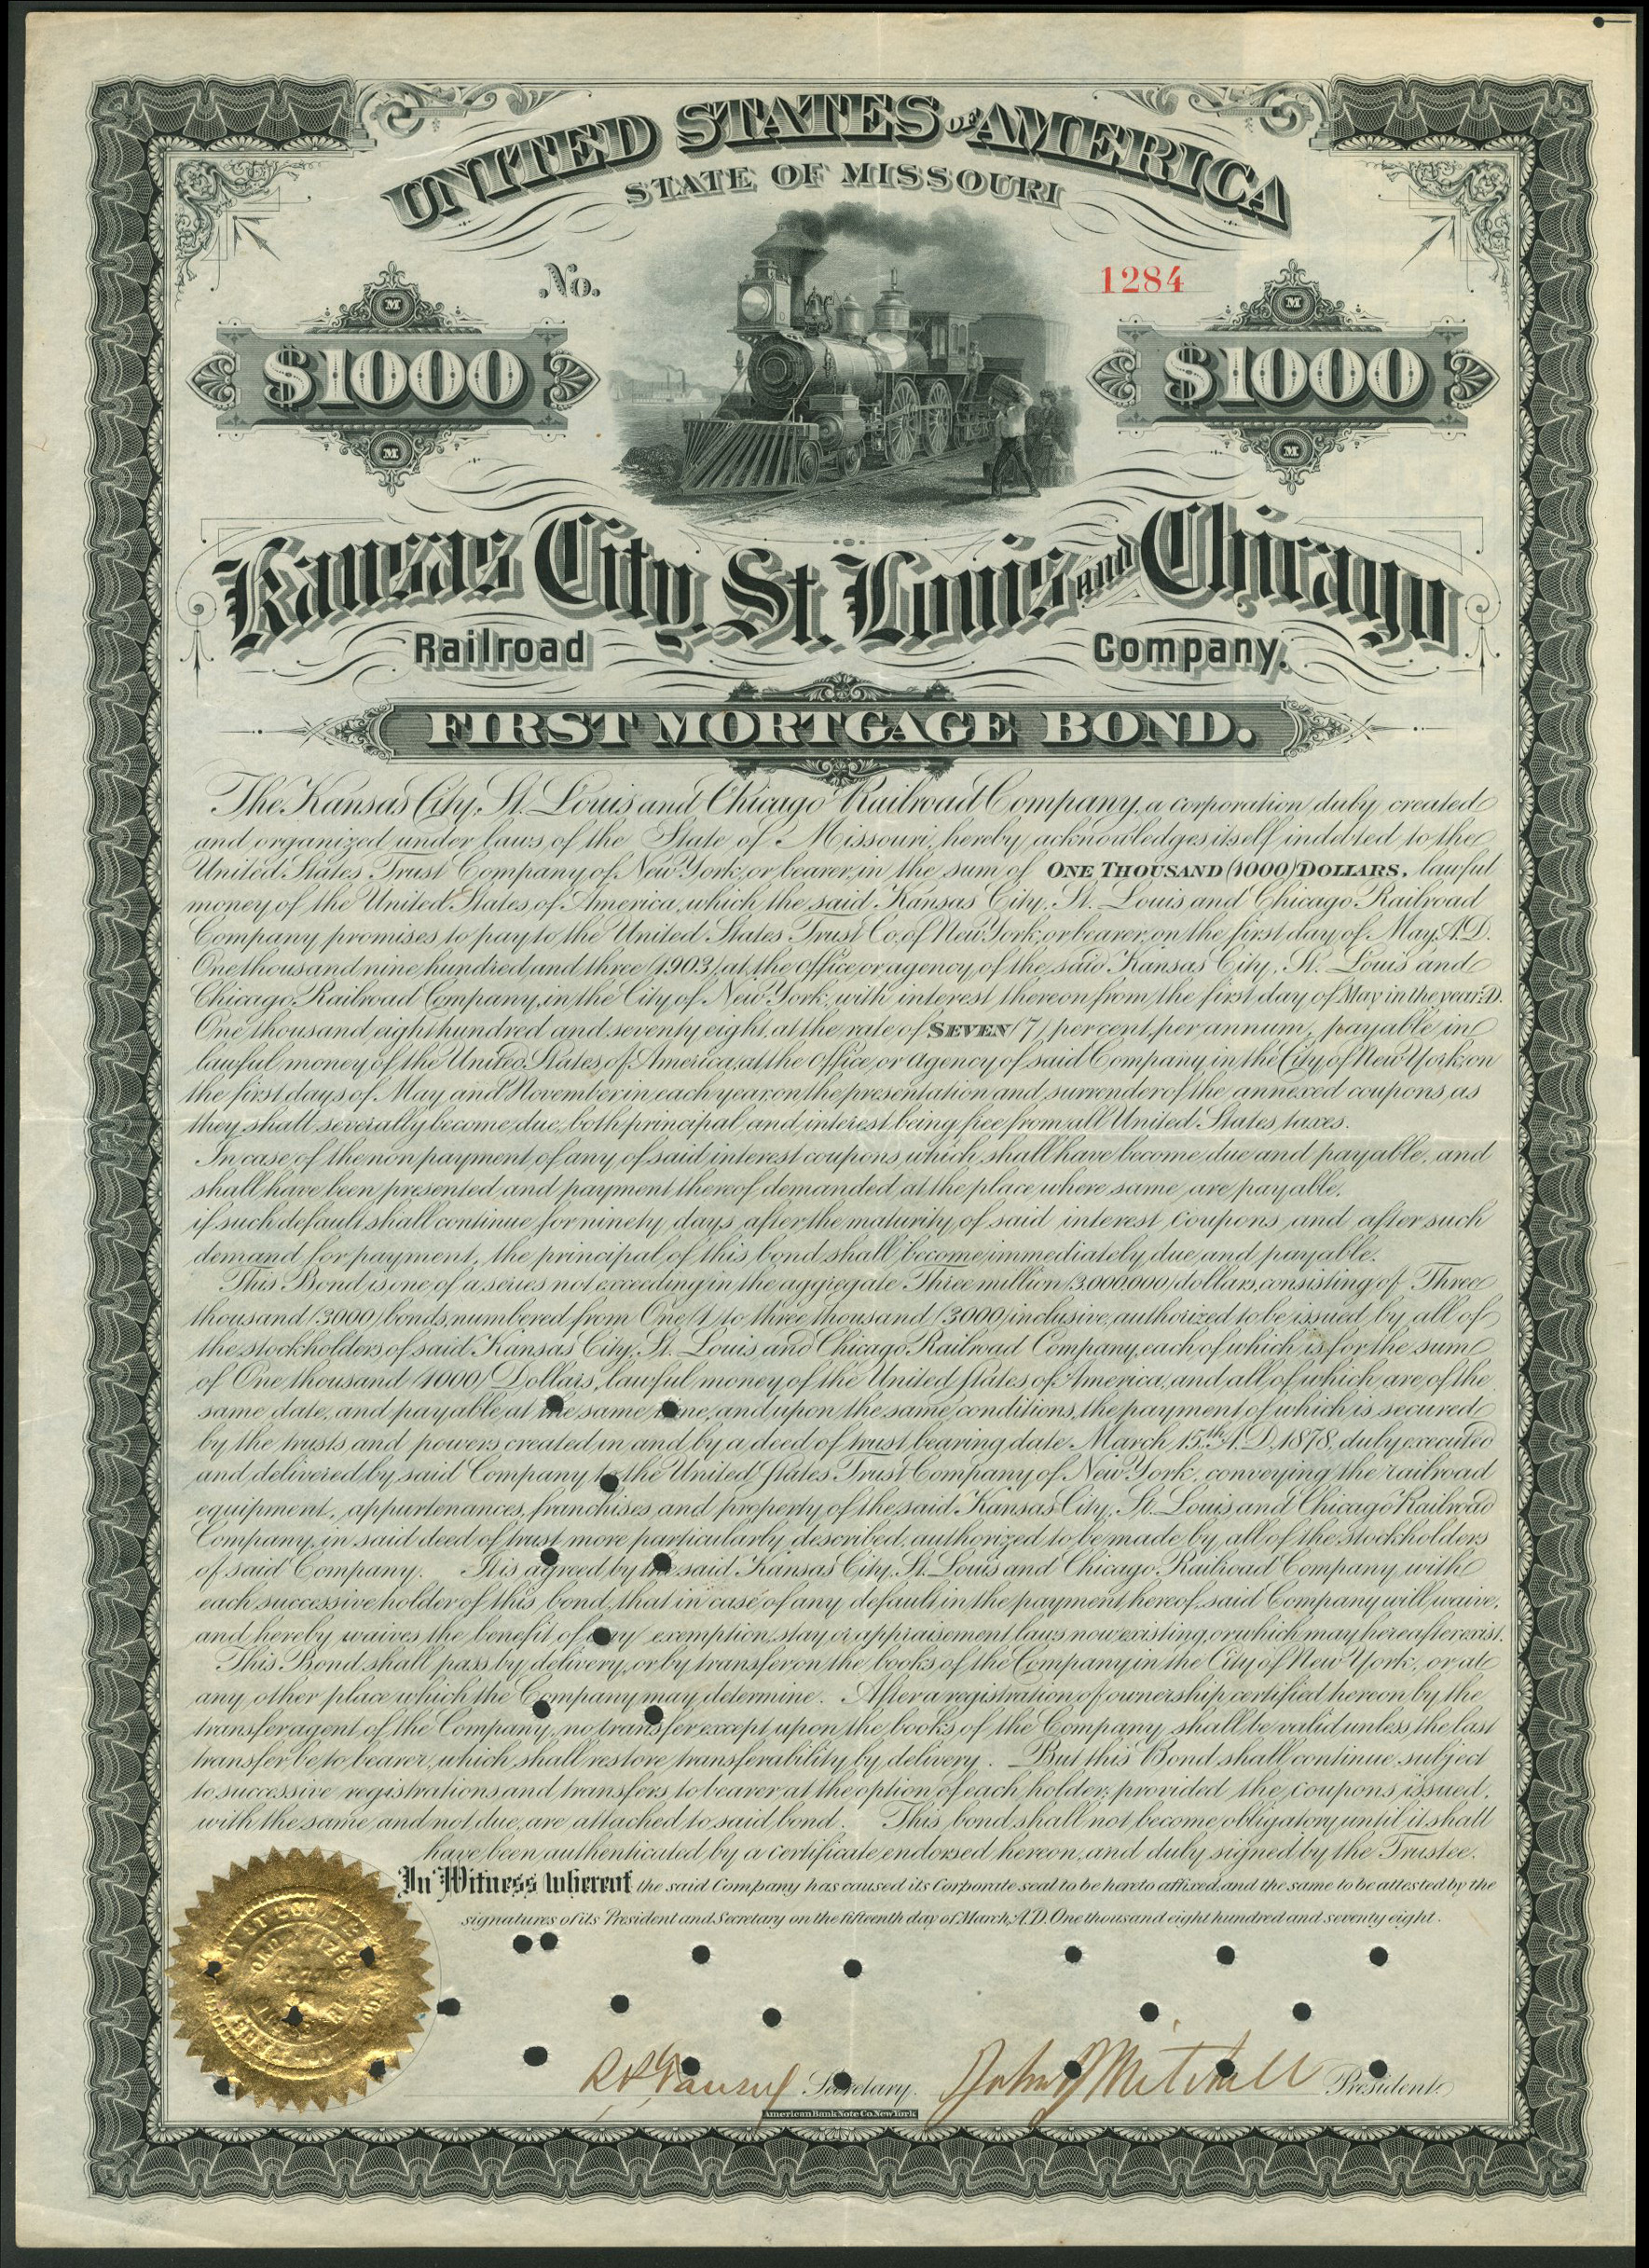 UNITED STATES OF AMERICA
STATE OF MISSOURI
No. 1284
M M
$1000 $1000
M M
Kansas City, St. Louis and Chicago
Railroad Company.
FIRST MORTGAGE BOND.
The Kansas City, St. Louis and Chicago Railroad Company, a corporation duly created
and organized under laws of the State of Missouri, hereby acknowledges itself indebted to the
United States Trust Company of New York, or bearer, in the sum of ONE THOUSAND (1000) DOLLARS, lawful
money of the United States of America, which the said Kansas City, St. Louis and Chicago Railroad
Company promises to pay to the United States Trust Co. of New York, or bearer, on the first day of May A.D.
One thousand nine hundred and three (1903) at the office or agency of the said Kansas City, St. Louis and
Chicago Railroad Company, in the City of New York, with interest thereon from the first day of May in the year A.D.
One thousand eight hundred and seventy eight, at the rate of SEVEN (7) per cent. per annum, payable in
lawful money of the United States of America, at the office or agency of said Company in the City of New York, on
the first days of May and November in each year, on the presentation and surrender of the annexed coupons, as
they shall severally become due, both principal and interest being free from all United States taxes.
In case of the non payment of any of said interest coupons which shall have become due and payable, and
shall have been presented and payment thereof demanded, at the place where same are payable,
if such default shall continue for ninety days after the maturity of said interest coupons and after such
demand for payment, the principal of this bond shall become immediately due and payable.
This Bond is one of a series not exceeding in the aggregate Three million (3,000,000) dollars, consisting of Three
thousand (3000) bonds, numbered from One (1) to three thousand (3000) inclusive, authorized to be issued by all of
the stockholders of said Kansas City, St. Louis and Chicago Railroad Company, each of which is for the sum
of One thousand (1000) Dollars, lawful money of the United States of America, and all of which are of the
same date, and payable at the same time, and upon the same conditions, the payment of which is secured
by the trusts and powers created in and by a deed of trust bearing date March 15th A.D. 1878, duly executed
and delivered by said Company to the United States Trust Company of New York, conveying the railroad
equipment, appurtenances, franchises and property of the said Kansas City, St. Louis and Chicago Railroad
Company, in said deed of trust more particularly described, authorized to be made by all of the stockholders
of said Company. It is agreed by the said Kansas City, St. Louis and Chicago Railroad Company, with
each successive holder of this bond, that in case of any default in the payment hereof, said Company will waive,
and hereby waives the benefit of any exemption, stay or appraisement laws now existing, or which may hereafter exist.
This Bond shall pass by delivery, or by transfer on the books of the Company in the City of New York, or at
any other place which the Company may determine. After a registration of ownership certified hereon by the
transfer agent of the Company, no transfer except upon the books of the Company shall be valid unless the last
transfer be to bearer, which shall restore transferability by delivery. But this Bond shall continue subject
to successive registrations and transfers to bearer at the option of each holder, provided the coupons issued,
with the same and not due, are attached to said bond. This bond shall not become obligatory until it shall
have been authenticated by a certificate endorsed hereon, and duly signed by the Trustee.
In Witness whereof the said Company has caused its Corporate seal to be hereto affixed, and the same to be attested by the
signatures of its President and Secretary on the fifteenth day of March, A.D. One thousand eight hundred and seventy eight.
Secretary. John J Mitchell President.
American Bank Note Co. New York